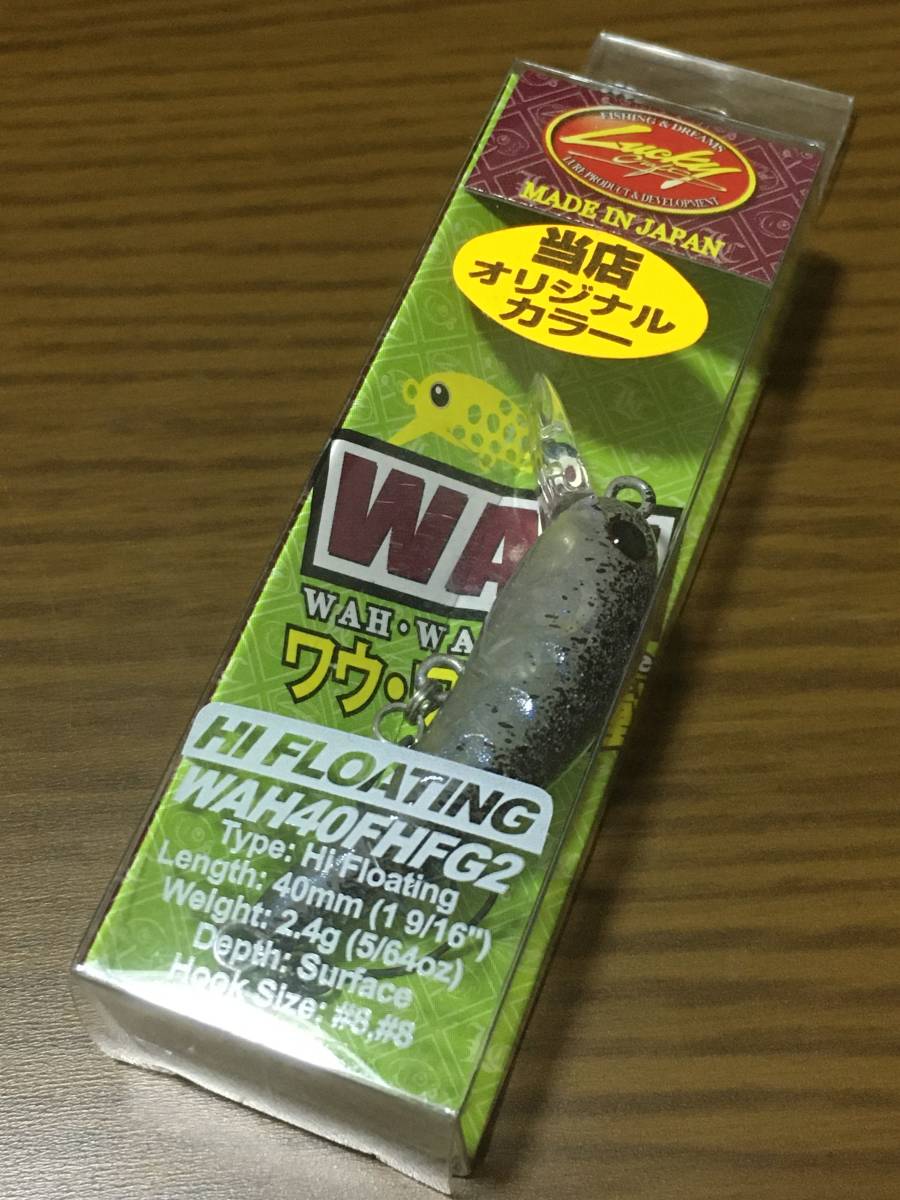 FISHING & DREAMS
Lucky
Craft
LURE PRODUCT & DEVELOPMENT
MADE IN JAPAN
当店
オリジナル
カラー
WA
WAH・WA
ワウ・
HI FLOATING
WAH40FHFG2
Type: Hi Floating
Length: 40mm (1 9/16")
Weight: 2.4g (5/64oz)
Depth: Surface
Hook Size: #8,#8